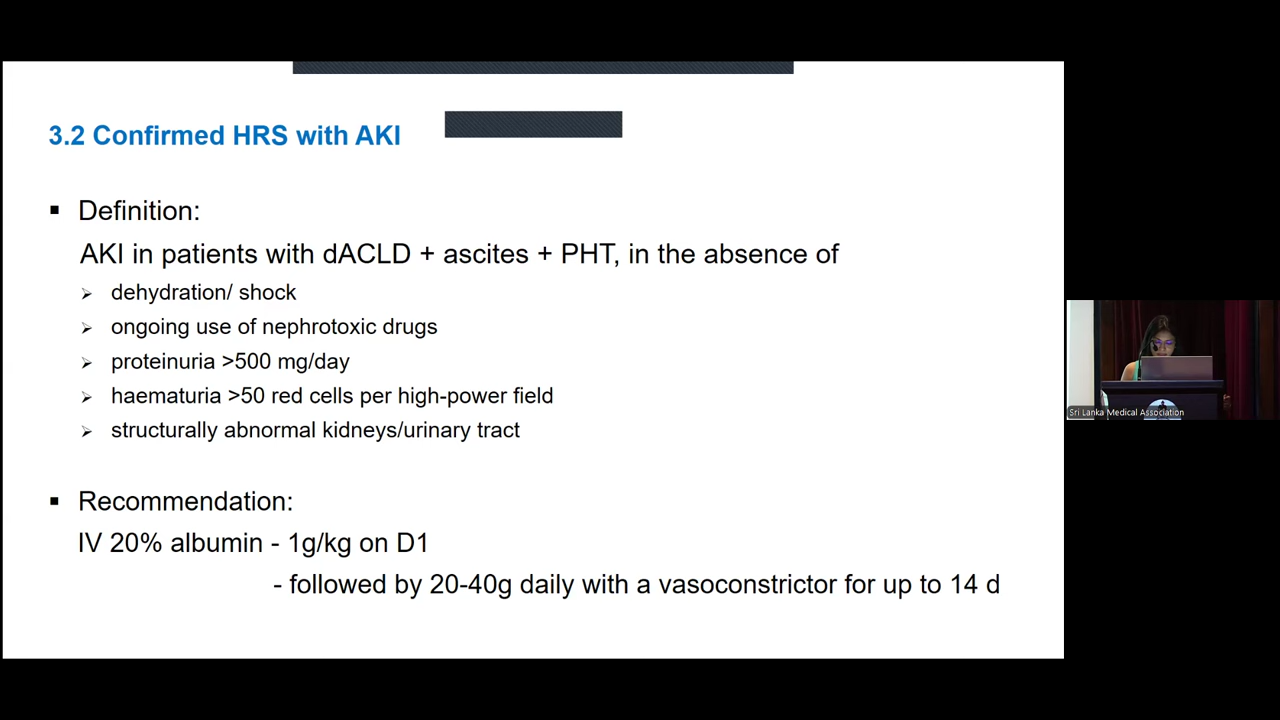 3.2 Confirmed HRS with AKI
▪ Definition:
AKI in patients with dACLD + ascites + PHT, in the absence of
➢ dehydration/ shock
➢ ongoing use of nephrotoxic drugs
➢ proteinuria >500 mg/day
➢ haematuria >50 red cells per high-power field
➢ structurally abnormal kidneys/urinary tract
▪ Recommendation:
IV 20% albumin - 1g/kg on D1
- followed by 20-40g daily with a vasoconstrictor for up to 14 d
Sri Lanka Medical Association